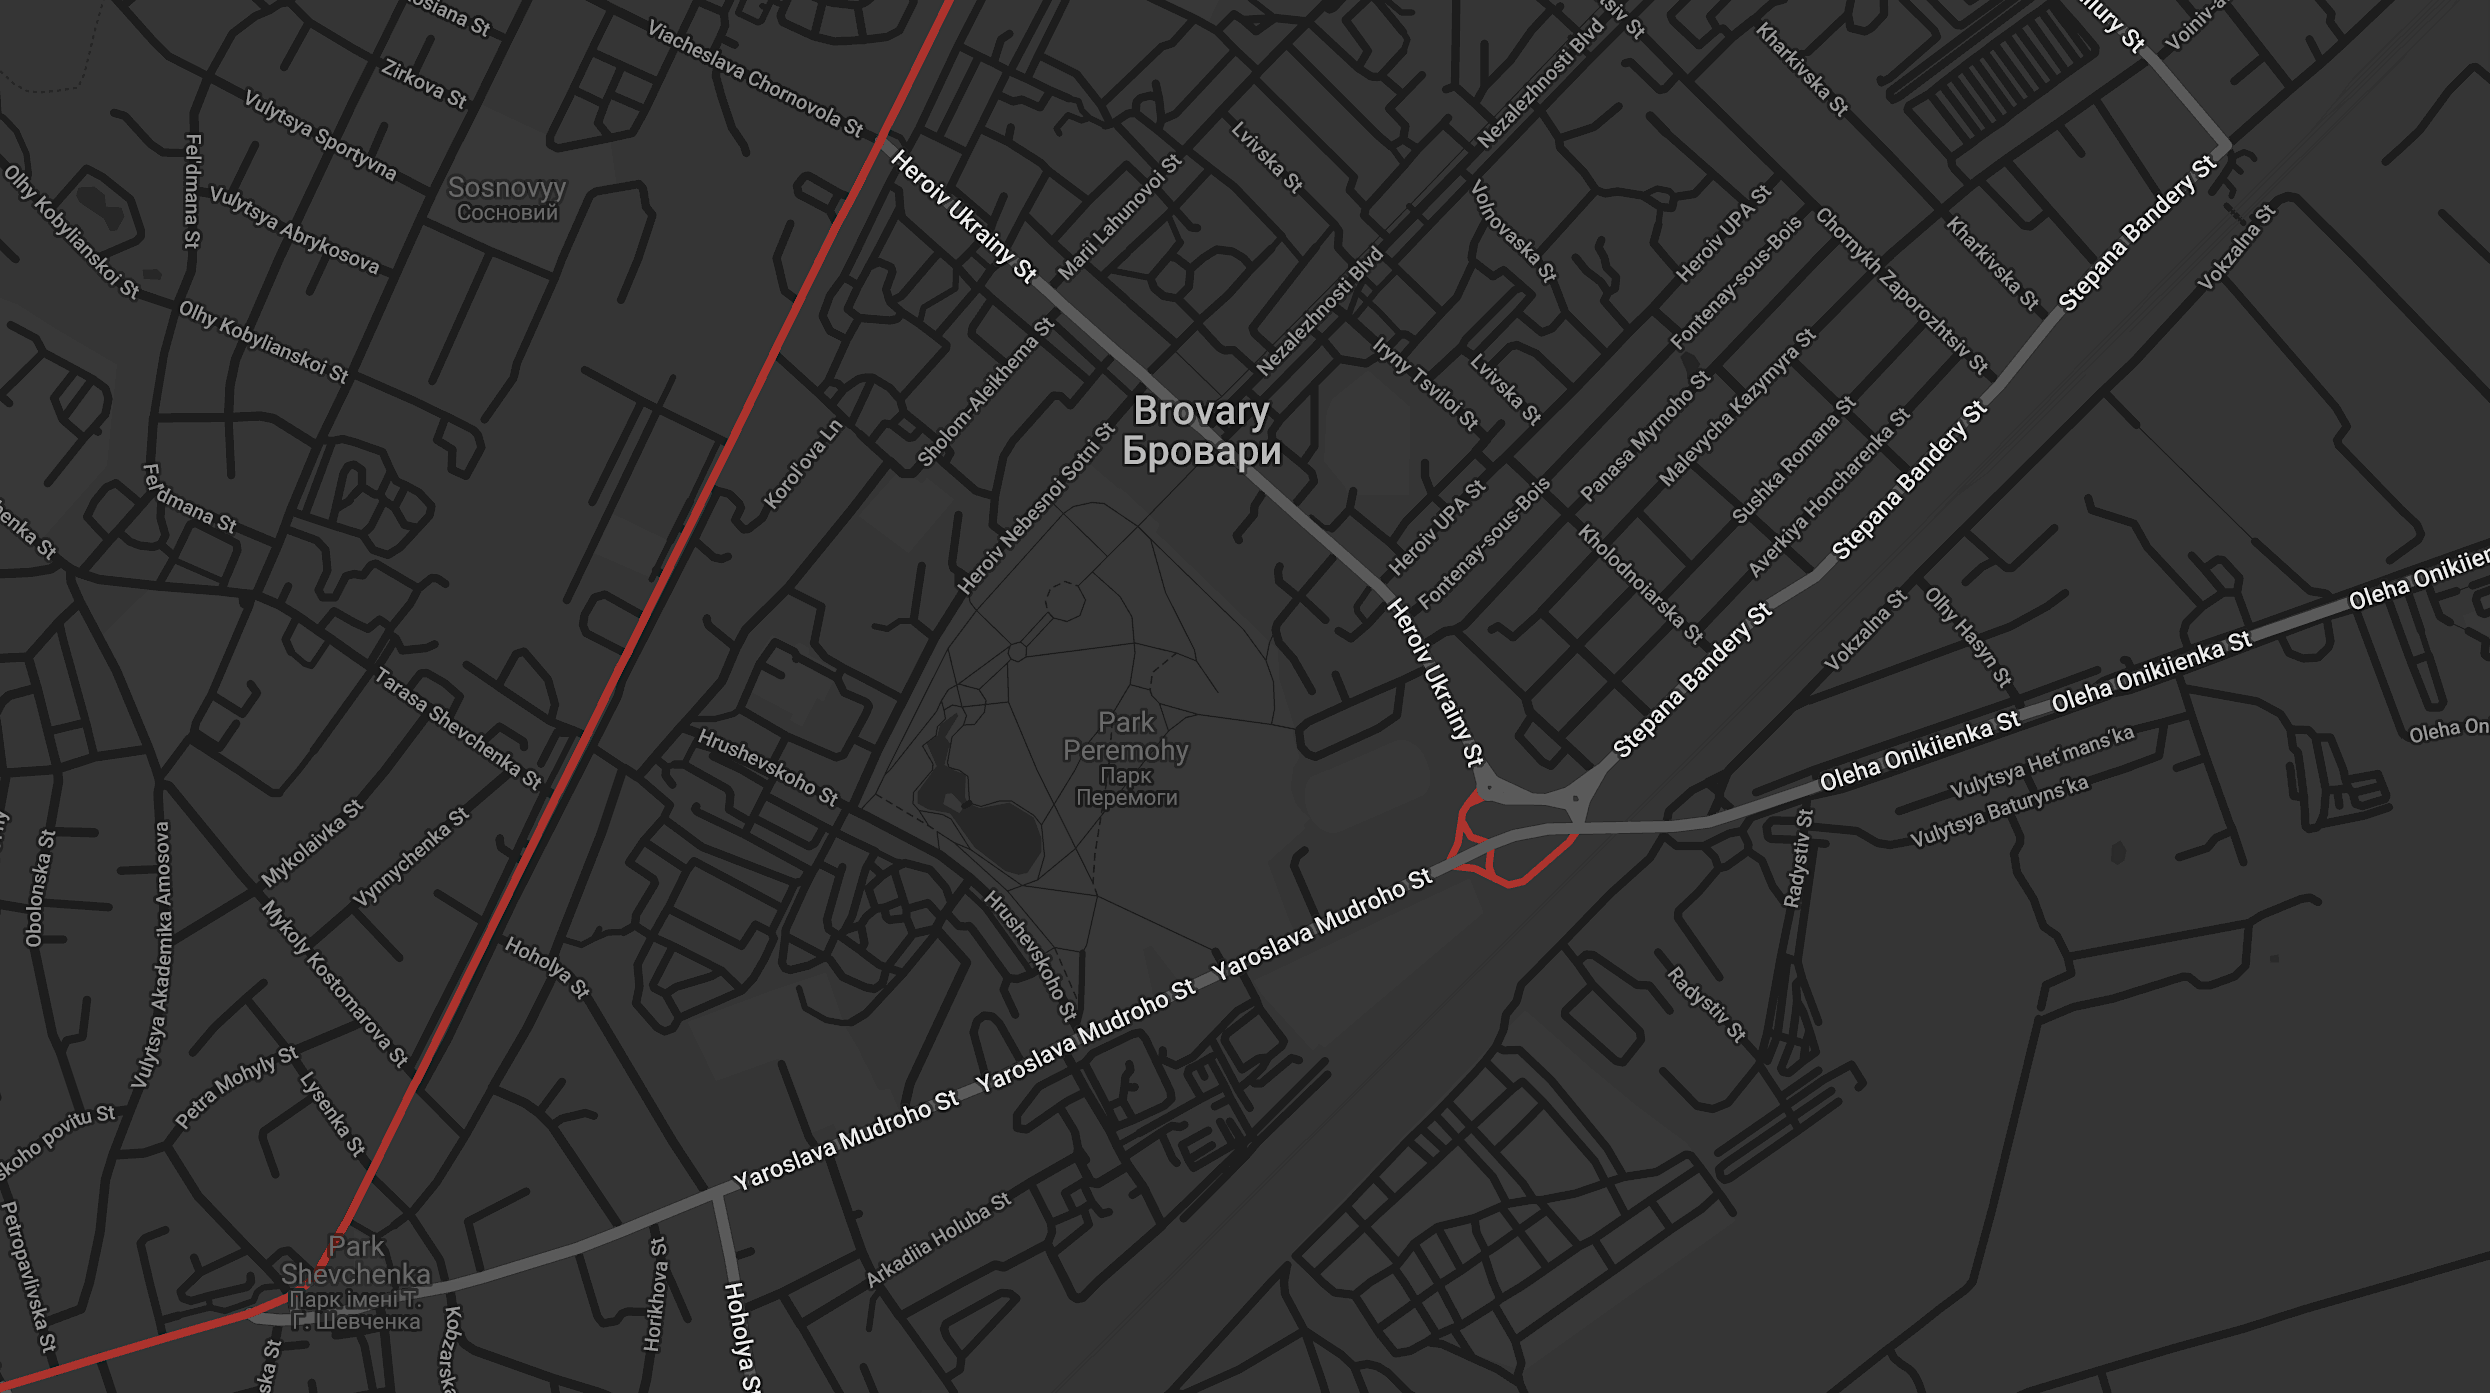 Viacheslava Chornovola St
Zirkova St
Vulytsya Sportyvna
Kharkivska St
Nezalezhnosti Blvd
Feldmana St
Olhy Kobylianskoi St
Sosnovyy
Сосновий
Vulytsya Abrykosova
Heroiv Ukrainy St
Marii Lahunovoi St
Lvivska St
Volnovaska St
Heroiv UPA St
Fontenay-sous-Bois
Chornykh Zaporozhtsiv St
Kharkivska St
Stepana Bandery St
Vokzalna St
Olhy Kobylianskoi St
Sholom-Aleikhema St
Nezalezhnosti Blvd
Iryny Tsviloi St
Lvivska St
Panasa Myrnoho St
Malevycha Kazymyra St
Sushka Romana St
Averkiya Honcharenka St
Stepana Bandery St
Brovary
Бровари
Korol'ova Ln
Heroiv Nebesnoi Sotni St
Feldmana St
Heroiv UPA St
Fontenay-sous-Bois
Kholodnoiarska St
Vokzalna St
Olhy Hasyn St
Oleha Onikiienka St
Oleha Onikiienka St
Heroiv Ukrainy St
Stepana Bandery St
Tarasa Shevchenka St
Hrushevskoho St
Park
Peremohy
Парк
Перемоги
Vulytsya Het'mans'ka
Vulytsya Baturyns'ka
Radystiv St
Mykolaivka St
Vynnychenka St
Obolonska St
Vulytsya Akademika Amosova
Mykoly Kostomarova St
Hoholya St
Hrushevskoho St
Yaroslava Mudroho St
Yaroslava Mudroho St
Yaroslava Mudroho St
Yaroslava Mudroho St
Radystiv St
Petra Mohyly St
Lysenka St
Arkadiia Holuba St
Petropavlivska St
Park
Shevchenka
Парк імені Т.
Г. Шевченка
Horikhova St
Hoholya St